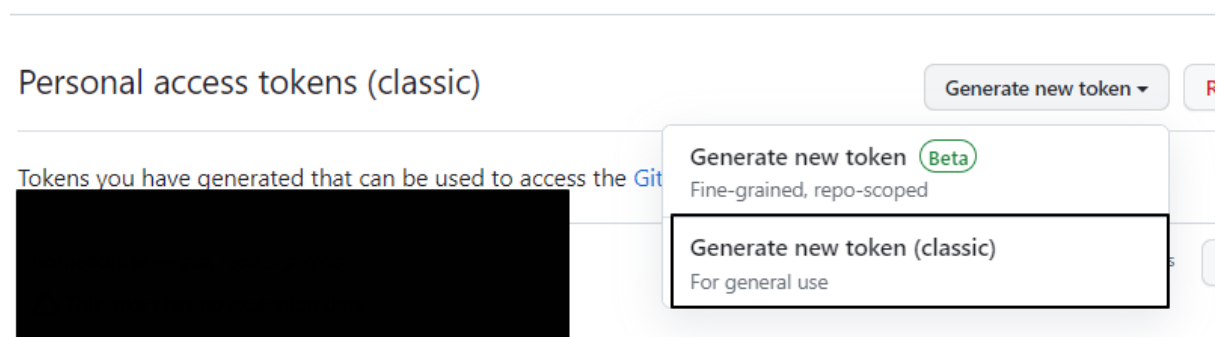 Personal access tokens (classic)
Generate new token
R
Generate new token Beta
Fine-grained, repo-scoped
Tokens you have generated that can be used to access the Git
Generate new token (classic)
s
For general use